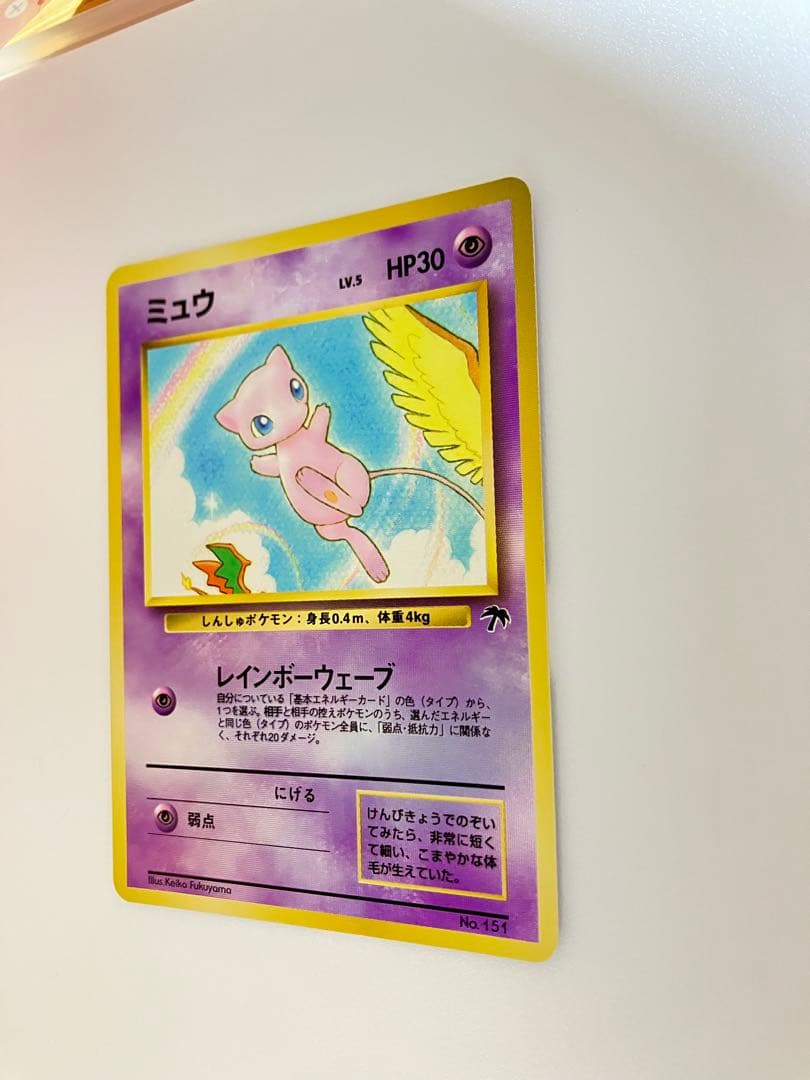 ミュウ LV.5 HP30
しんしゅポケモン：身長0.4m、体重4kg
レインボーウェーブ
自分についている「基本エネルギーカード」の色（タイプ）から、
1つを選ぶ。相手と相手の控えポケモンのうち、選んだエネルギー
と同じ色（タイプ）のポケモン全員に、「弱点・抵抗力」に関係な
く、それぞれ20ダメージ。
にげる
弱点
けんびきょうでのぞい
てみたら、非常に短く
て細い、こまやかな体
毛が生えていた。
Illus. Keiko Fukuyama
No. 151